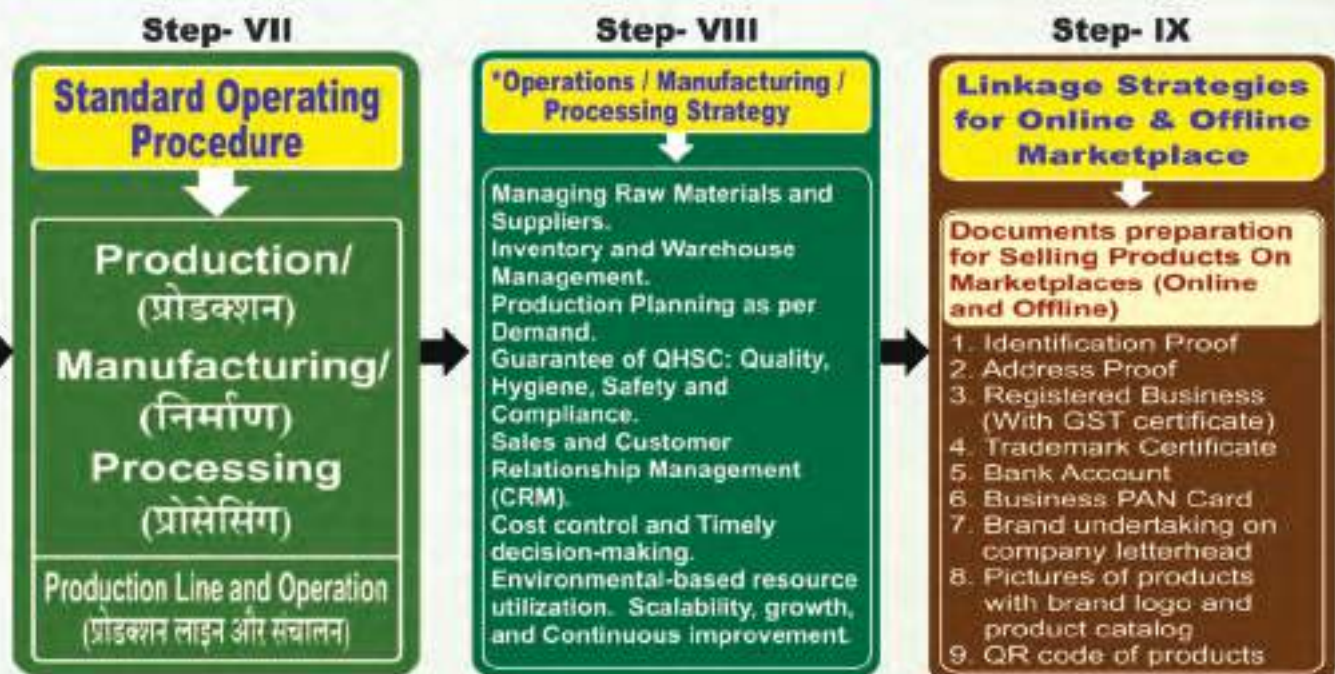 Step- VII
Standard Operating
Procedure
Production/
(प्रोडक्शन)
Manufacturing/
(निर्माण)
Processing
(प्रोसेसिंग)
Production Line and Operation
(प्रोडक्शन लाइन और संचालन)
Step- VIII
*Operations / Manufacturing /
Processing Strategy
Managing Raw Materials and
Suppliers.
Inventory and Warehouse
Management.
Production Planning as per
Demand.
Guarantee of QHSC: Quality,
Hygiene, Safety and
Compliance.
Sales and Customer
Relationship Management
(CRM).
Cost control and Timely
decision-making.
Environmental-based resource
utilization. Scalability, growth,
and Continuous improvement.
Step- IX
Linkage Strategies
for Online & Offline
Marketplace
Documents preparation
for Selling Products On
Marketplaces (Online
and Offline)
1. Identification Proof
2. Address Proof
3. Registered Business
(With GST certificate)
4. Trademark Certificate
5. Bank Account
6. Business PAN Card
7. Brand undertaking on
company letterhead
8. Pictures of products
with brand logo and
product catalog
9. QR code of products